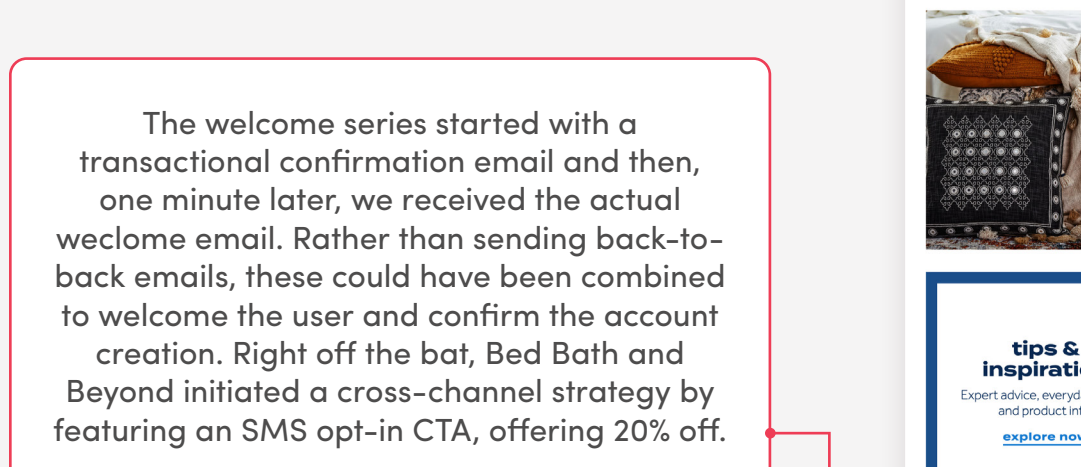 The welcome series started with a
transactional confirmation email and then,
one minute later, we received the actual
weclome email. Rather than sending back-to-
back emails, these could have been combined
to welcome the user and confirm the account
creation. Right off the bat, Bed Bath and
Beyond initiated a cross-channel strategy by
featuring an SMS opt-in CTA, offering 20% off.
tips &
Expert advice,
and product
explore